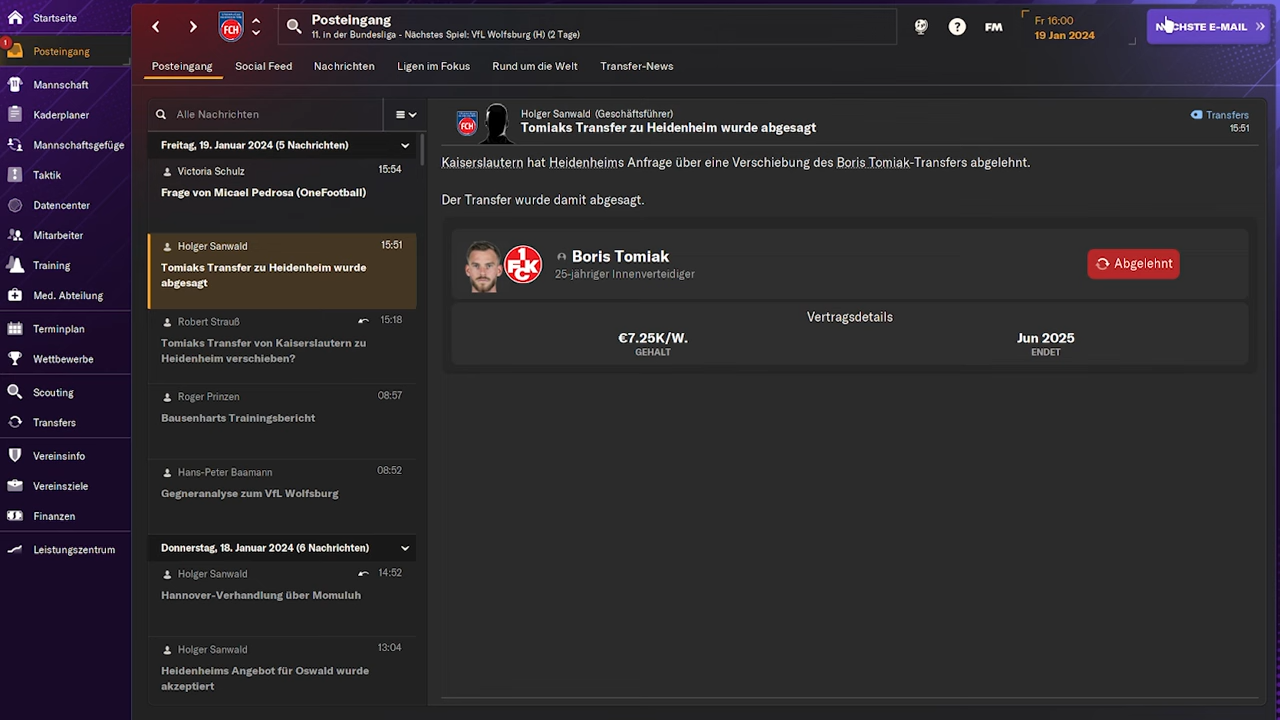 Startseite
1
Posteingang
Mannschaft
Kaderplaner
Mannschaftsgefüge
Taktik
Datencenter
Mitarbeiter
Training
Med. Abteilung
Terminplan
Wettbewerbe
Scouting
Transfers
Vereinsinfo
Vereinsziele
Finanzen
Leistungszentrum
FCH
Posteingang
11. in der Bundesliga - Nächstes Spiel: VfL Wolfsburg (H) (2 Tage)
?
FM
Fr 16:00
19 Jan 2024
NÄCHSTE E-MAIL
Posteingang
Social Feed
Nachrichten
Ligen im Fokus
Rund um die Welt
Transfer-News
Alle Nachrichten
Freitag, 19. Januar 2024 (5 Nachrichten)
Victoria Schulz 15:54
Frage von Micael Pedrosa (OneFootball)
Holger Sanwald 15:51
Tomiaks Transfer zu Heidenheim wurde
abgesagt
Robert Strauß 15:18
Tomiaks Transfer von Kaiserslautern zu
Heidenheim verschieben?
Roger Prinzen 08:57
Bausenharts Trainingsbericht
Hans-Peter Baamann 08:52
Gegneranalyse zum VfL Wolfsburg
Donnerstag, 18. Januar 2024 (6 Nachrichten)
Holger Sanwald 14:52
Hannover-Verhandlung über Momuluh
Holger Sanwald 13:04
Heidenheims Angebot für Oswald wurde
akzeptiert
FCH
Holger Sanwald (Geschäftsführer)
Tomiaks Transfer zu Heidenheim wurde abgesagt
Transfers
15:51
Kaiserslautern hat Heidenheims Anfrage über eine Verschiebung des Boris Tomiak-Transfers abgelehnt.
Der Transfer wurde damit abgesagt.
1
FCK
Boris Tomiak
25-jähriger Innenverteidiger
Abgelehnt
Vertragsdetails
€7.25K/W.
GEHALT
Jun 2025
ENDET